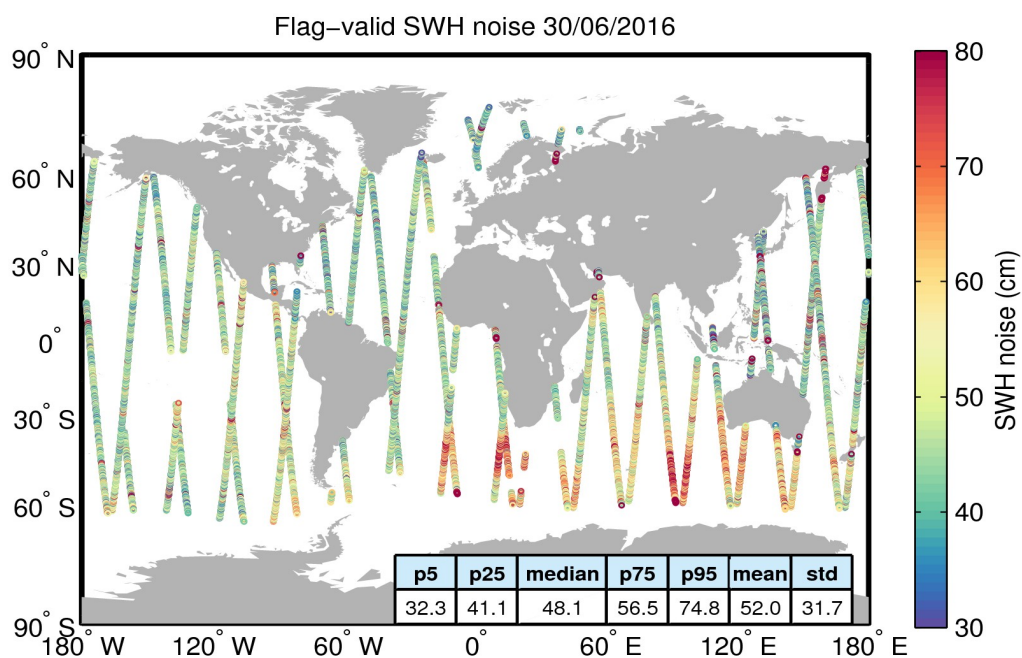 Flag−valid SWH noise 30/06/2016
90° N
60° N
30° N
0°
30° S
60° S
90° S
180° W
120° W
60° W
0°
60° E
120° E
180° E
p5 p25 median p75 p95 mean std
32.3 41.1 48.1 56.5 74.8 52.0 31.7
80
70
60
50
40
30
SWH noise (cm)